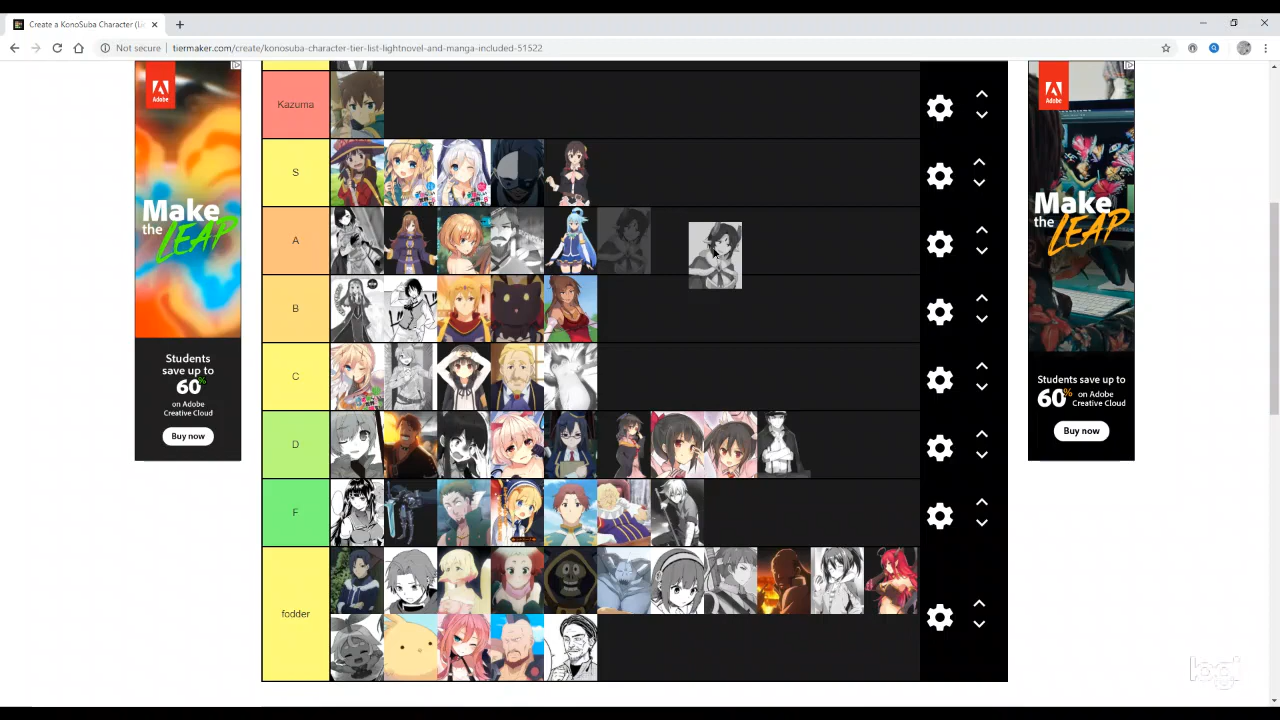 Create a KonoSuba Character (Li
Not secure
tiermaker.com/create/konosuba-character-tier-list-lightnovel-and-manga-included-51522
Adobe
Make
the
LEAP
Students
save up to
60%
on Adobe
Creative Cloud
Buy now
Kazuma
S
A
B
C
D
F
fodder
Adobe
Make
the
LEAP
Students save up to
60%
on Adobe
Creative Cloud
Buy now
logi